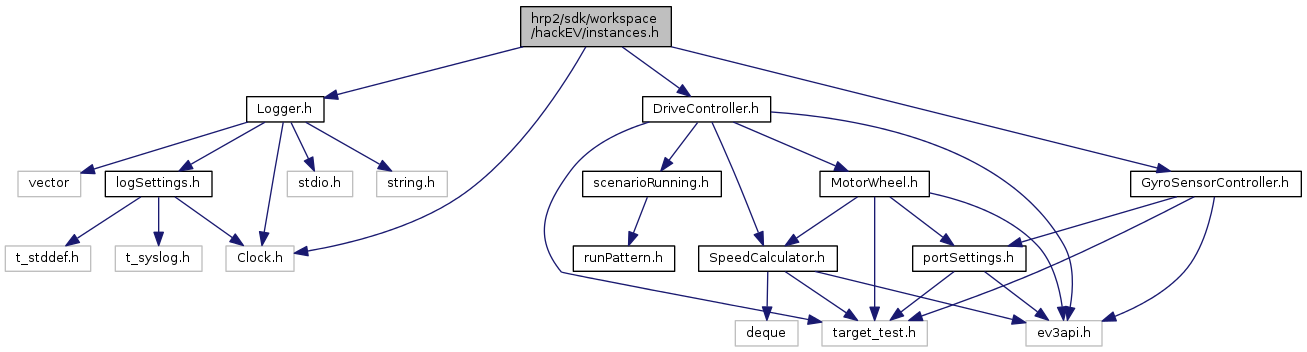 hrp2/sdk/workspace
/hackEV/instances.h
Logger.h
DriveController.h
vector
logSettings.h
stdio.h
string.h
scenarioRunning.h
MotorWheel.h
GyroSensorController.h
t_stddef.h
t_syslog.h
Clock.h
runPattern.h
SpeedCalculator.h
portSettings.h
deque
target_test.h
ev3api.h